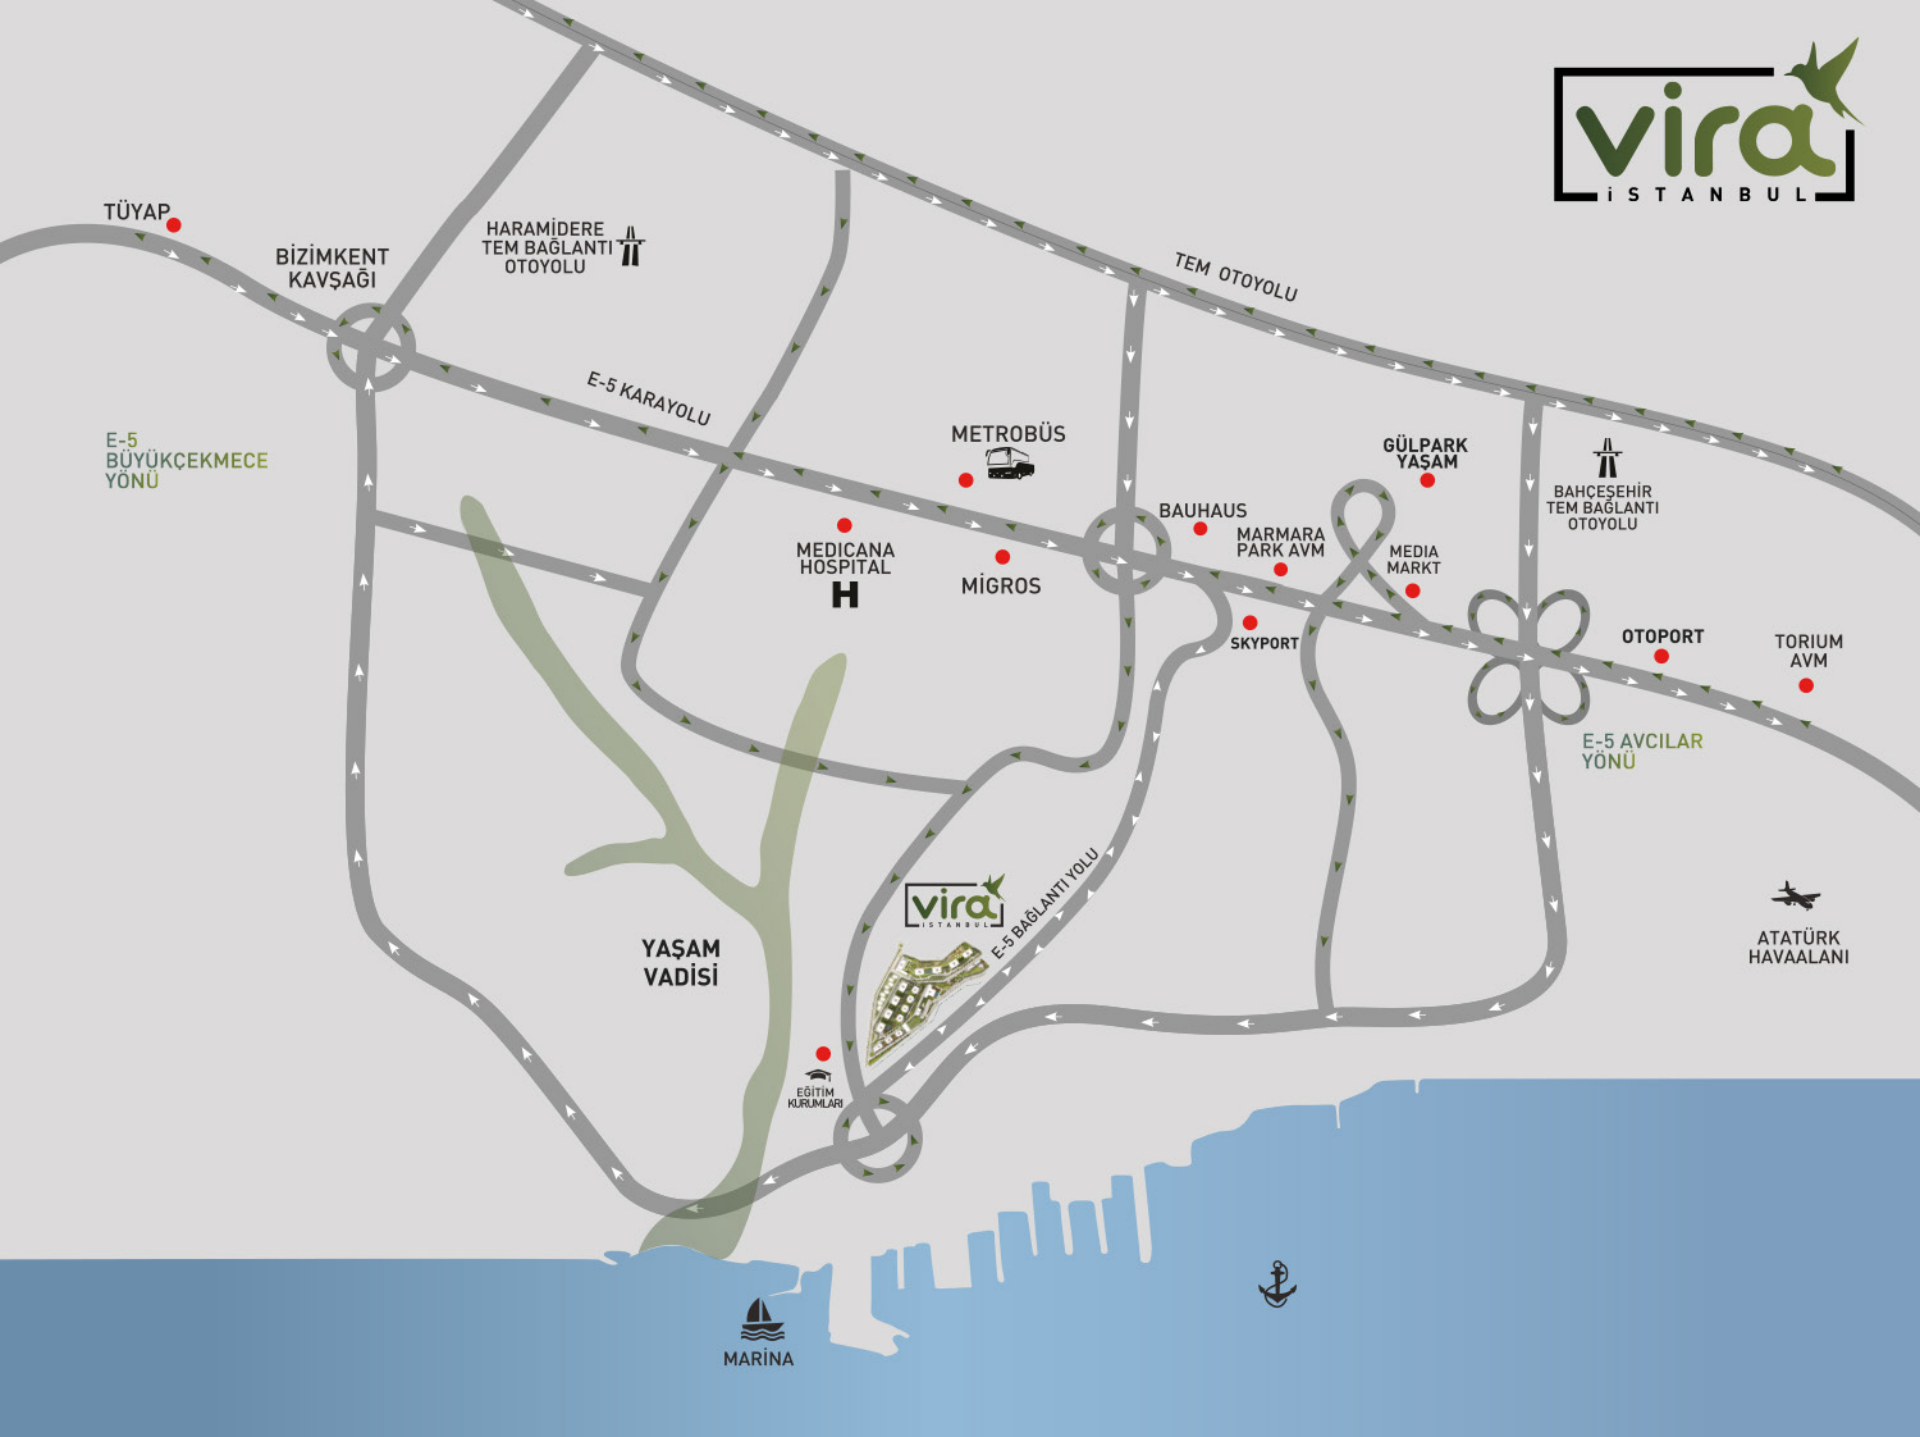 vira
iSTANBUL
TÜYAP
BİZİMKENT
KAVŞAĞI
HARAMİDERE
TEM BAĞLANTI
OTOYOLU
TEM OTOYOLU
E-5 KARAYOLU
E-5
BÜYÜKÇEKMECE
YÖNÜ
METROBÜS
GÜLPARK
YAŞAM
BAHÇEŞEHİR
TEM BAĞLANTI
OTOYOLU
BAUHAUS
MARMARA
PARK AVM
MEDIA
MARKT
MEDICANA
HOSPITAL
H
MİGROS
SKYPORT
OTOPORT
TORIUM
AVM
E-5 AVCILAR
YÖNÜ
vira
İSTANBUL
E-5 BAĞLANTI YOLU
YAŞAM
VADİSİ
ATATÜRK
HAVAALANI
EĞİTİM
KURUMLARI
MARİNA